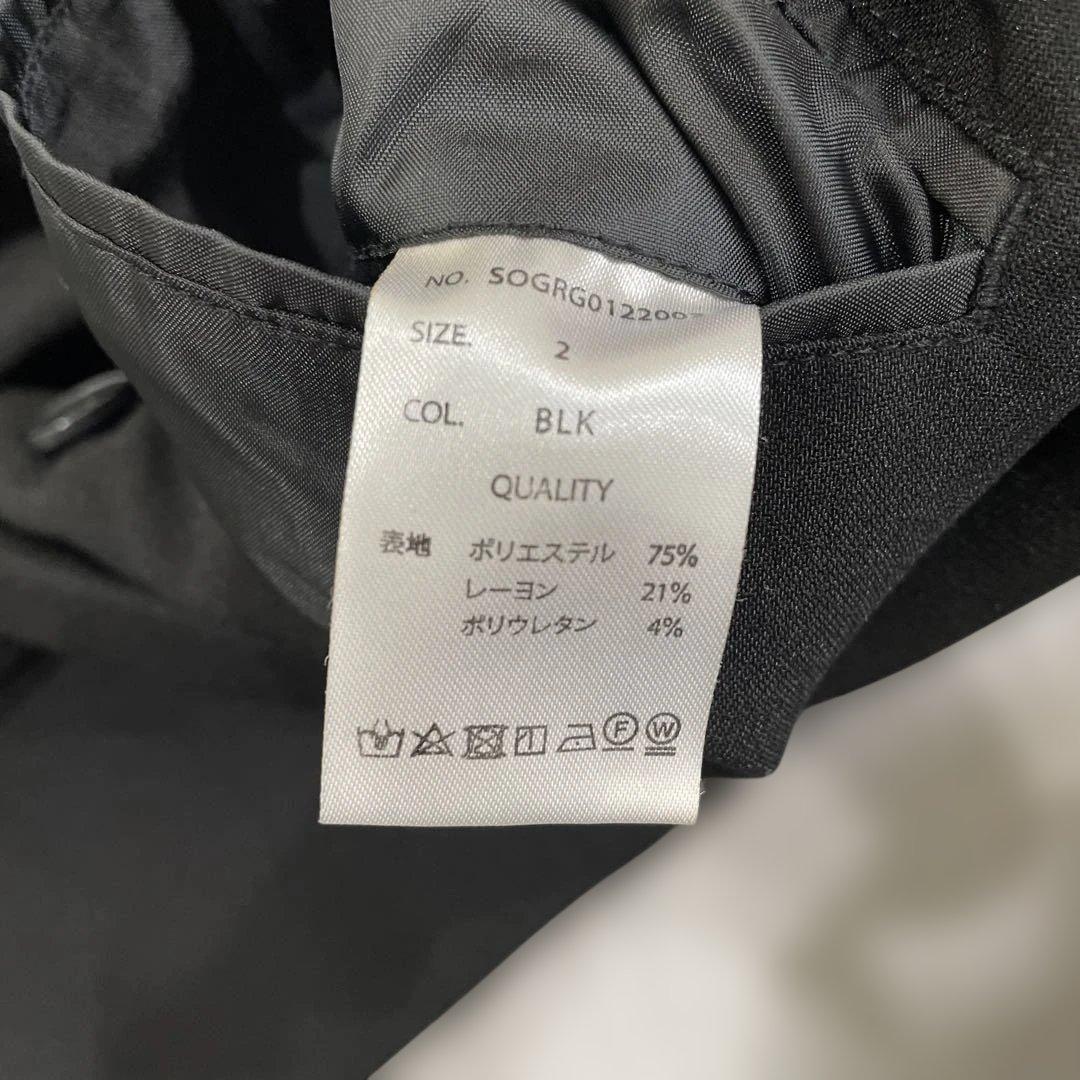 NO. SOGRG012200
SIZE. 2
COL. BLK
QUALITY
表地 ポリエステル 75%
レーヨン 21%
ポリウレタン 4%
F W